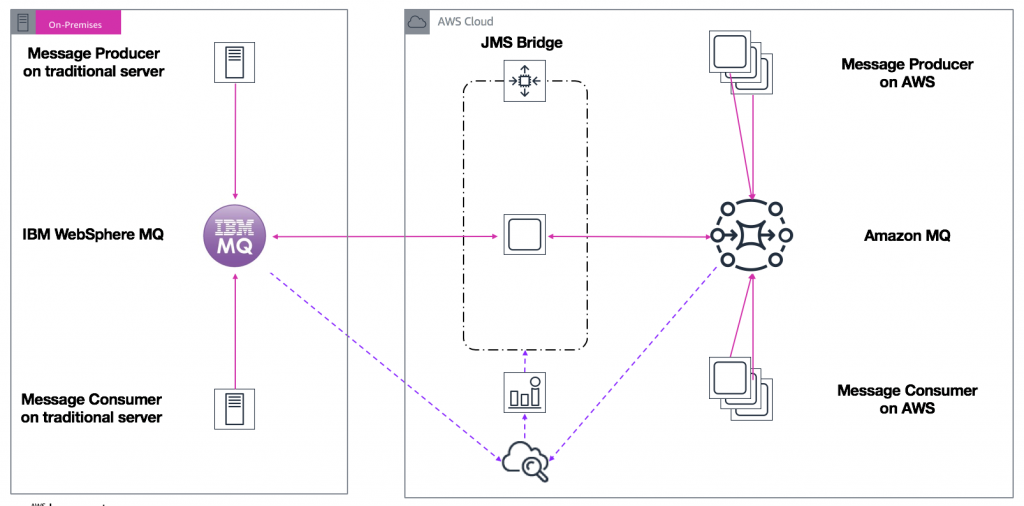 On-Premises
AWS Cloud
JMS Bridge
Message Producer
on traditional server
Message Producer
on AWS
IBM WebSphere MQ
IBM
MQ
Amazon MQ
Message Consumer
on traditional server
Message Consumer
on AWS